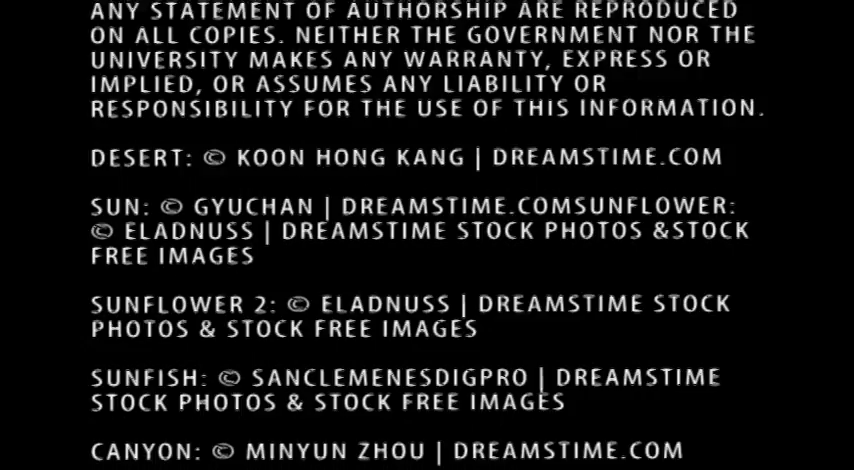 ANY STATEMENT OF AUTHORSHIP ARE REPRODUCED
ON ALL COPIES. NEITHER THE GOVERNMENT NOR THE
UNIVERSITY MAKES ANY WARRANTY, EXPRESS OR
IMPLIED, OR ASSUMES ANY LIABILITY OR
RESPONSIBILITY FOR THE USE OF THIS INFORMATION.
DESERT: © KOON HONG KANG | DREAMSTIME.COM
SUN: © GYUCHAN | DREAMSTIME.COMSUNFLOWER:
© ELADNUSS | DREAMSTIME STOCK PHOTOS &STOCK
FREE IMAGES
SUNFLOWER 2: © ELADNUSS | DREAMSTIME STOCK
PHOTOS & STOCK FREE IMAGES
SUNFISH: © SANCLEMENESDIGPRO | DREAMSTIME
STOCK PHOTOS & STOCK FREE IMAGES
CANYON: © MINYUN ZHOU | DREAMSTIME.COM